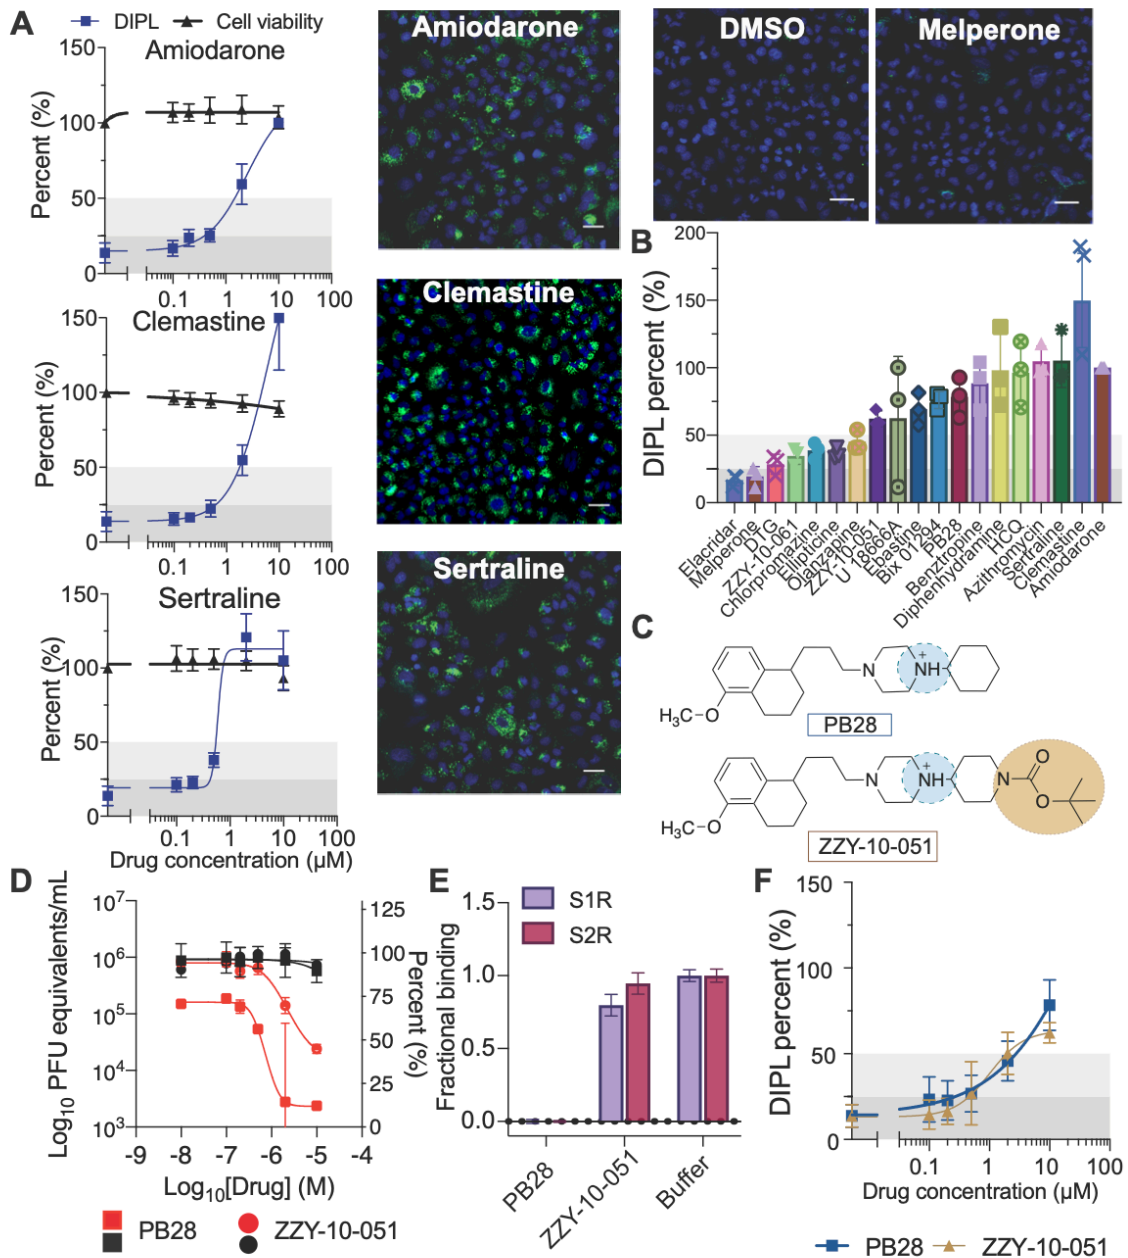 A
DIPL
Cell viability
Amiodarone
150
100
50
0
Percent (%)
0.1
1
10
100
µM
Clemastine
150
100
50
0
Percent (%)
0.1
1
10
100
µM
Sertraline
150
100
50
0
Percent (%)
0.1
1
10
100
Drug concentration (µM)
Amiodarone
DMSO
Melperone
Clemastine
Sertraline
B
200
150
100
50
0
DIPL percent (%)
Elacridar
Melperone
DTG
ZZY-10-061
Chlorpromazine
Ellipticine
Olanzapine
ZZY-10-051
U 18666A
Ebastine
Bix 01294
PB28
Benztropine
Diphenhydramine
HCQ
Azithromycin
Sertraline
Clemastine
Amiodarone
C
N
+
NH
H₃C-O
PB28
N
+
NH
N
O
O
H₃C-O
ZZY-10-051
D
10⁷
10⁶
10⁵
10⁴
10³
Log₁₀ PFU equivalents/mL
125
100
75
50
25
0
Percent (%)
-9
-8
-7
-6
-5
-4
Log₁₀[Drug] (M)
PB28
ZZY-10-051
E
1.5
1.0
0.5
0.0
Fractional binding
S1R
S2R
PB28
ZZY-10-051
Buffer
F
150
100
50
0
DIPL percent (%)
0.1
1
10
100
Drug concentration (µM)
PB28
ZZY-10-051